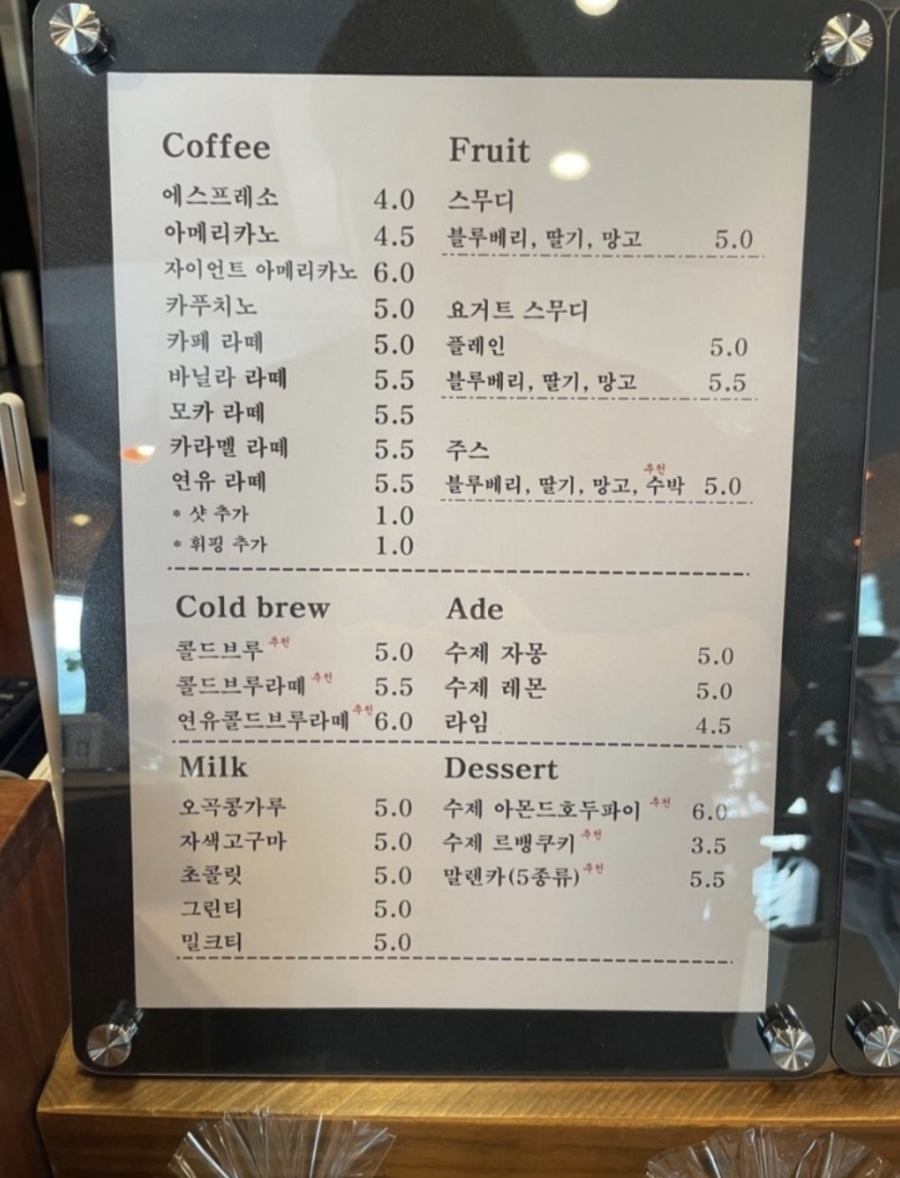 Coffee
에스프레소 4.0
아메리카노 4.5
자이언트 아메리카노 6.0
카푸치노 5.0
카페 라떼 5.0
바닐라 라떼 5.5
모카 라떼 5.5
카라멜 라떼 5.5
연유 라떼 5.5
* 샷 추가 1.0
* 휘핑 추가 1.0
Fruit
스무디
블루베리, 딸기, 망고 5.0
요거트 스무디
플레인 5.0
블루베리, 딸기, 망고 5.5
주스
추천
블루베리, 딸기, 망고, 수박 5.0
Cold brew
콜드브루 추천 5.0
콜드브루라떼 추천 5.5
연유콜드브루라떼 추천 6.0
Ade
수제 자몽 5.0
수제 레몬 5.0
라임 4.5
Milk
오곡콩가루 5.0
자색고구마 5.0
초콜릿 5.0
그린티 5.0
밀크티 5.0
Dessert
수제 아몬드호두파이 추천 6.0
수제 르뱅쿠키 추천 3.5
말렌카(5종류) 추천 5.5